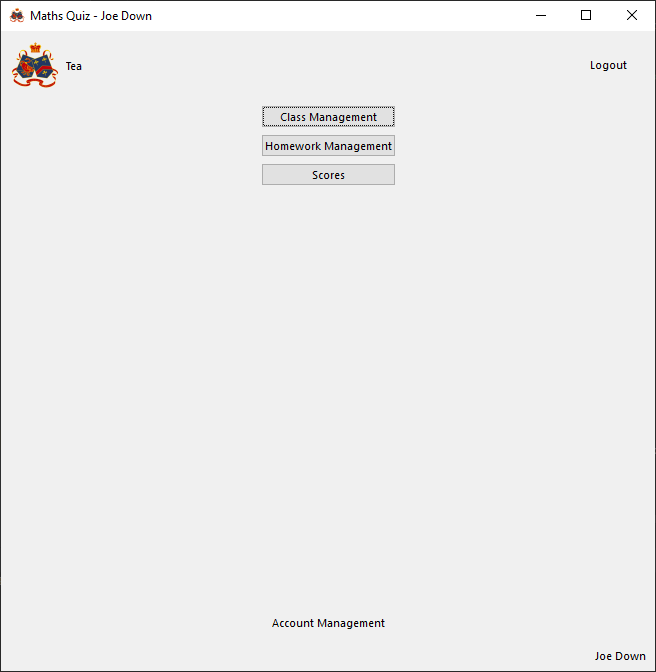 Maths Quiz - Joe Down
Tea
Logout
Class Management
Homework Management
Scores
Account Management
Joe Down